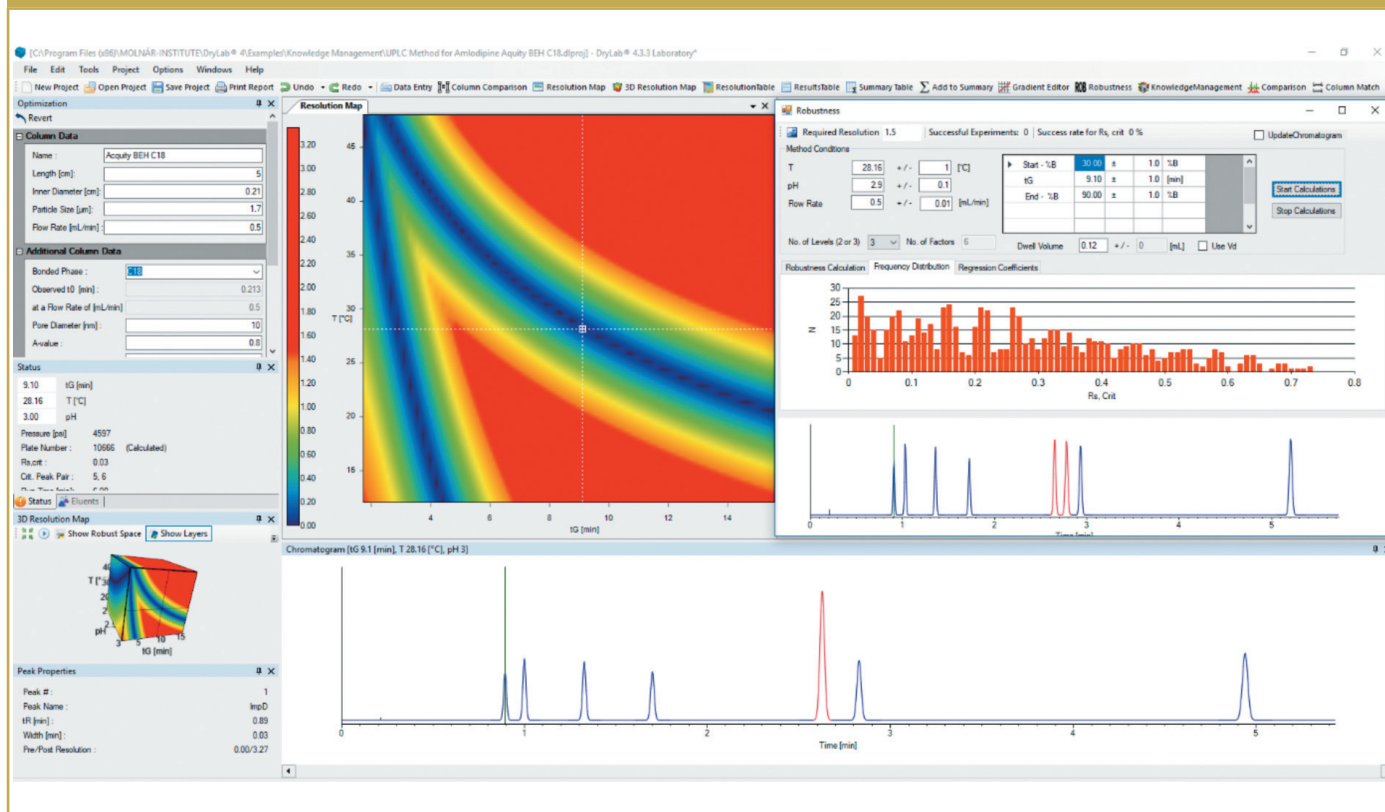 [C:\Program Files (x86)\MOLNÁR-INSTITUTE\DryLab® 4\Examples\Knowledge Management\UPLC Method for Amlodipine Aquity BEH C18.dlproj] - DryLab® 4.3.3 Laboratory*
File Edit Tools Project Options Windows Help
New Project Open Project Save Project Print Report Undo Redo Data Entry Column Comparison Resolution Map 3D Resolution Map ResolutionTable ResultsTable Summary Table Add to Summary Gradient Editor Robustness KnowledgeManagement Comparison Column Match
Optimization
Revert
Column Data
Name : Acquity BEH C18
Length [cm]: 5
Inner Diameter [cm]: 0.21
Particle Size [µm]: 1.7
Flow Rate [mL/min] : 0.5
Additional Column Data
Bonded Phase : C18
Observed t0 [min] : 0.213
at a Flow Rate of [mL/min] 0.5
Pore Diameter [nm] : 10
A-value : 0.8
Status
9.10 tG [min]
28.16 T [°C]
3.00 pH
Pressure [psi] 4597
Plate Number : 10666 (Calculated)
Rs,crit : 0.03
Crit. Peak Pair : 5, 6
Status Eluents
3D Resolution Map
Show Robust Space Show Layers
T [°
pH
3 5 10 15
tG [min]
Peak Properties
Peak # : 1
Peak Name : ImpD
tR [min] : 0.89
Width [min] : 0.03
Pre/Post Resolution : 0.00/3.27
Resolution Map
3.20
3.00
2.80
2.60
2.40
2.20
2.00
1.80
1.60
1.40
1.20
1.00
0.80
0.60
0.40
0.20
0.00
45
40
35
30
25
20
15
T [°C]
4 6 8 10 12 14
tG [min]
Robustness
Required Resolution 1.5 Successful Experiments: 0 Success rate for Rs, crit 0 %
UpdateChromatogram
Method Conditions
T 28.16 +/- 1 [°C]
pH 2.9 +/- 0.1
Flow Rate 0.5 +/- 0.01 [mL/min]
Start - %B 30.00 ± 1.0 %B
tG 9.10 ± 1.0 [min]
End - %B 90.00 ± 1.0 %B
Start Calculations
Stop Calculations
No. of Levels (2 or 3) 3 No. of Factors 6
Dwell Volume 0.12 +/- 0 [mL] Use Vd
Robustness Calculation Frequency Distribution Regression Coefficients
30
25
20
15
10
5
0
N
0 0.1 0.2 0.3 0.4 0.5 0.6 0.7 0.8
Rs, Crit
0 1 2 3 4 5
Time [min]
Chromatogram [tG 9.1 [min], T 28.16 [°C], pH 3]
0 1 2 3 4 5
Time [min]